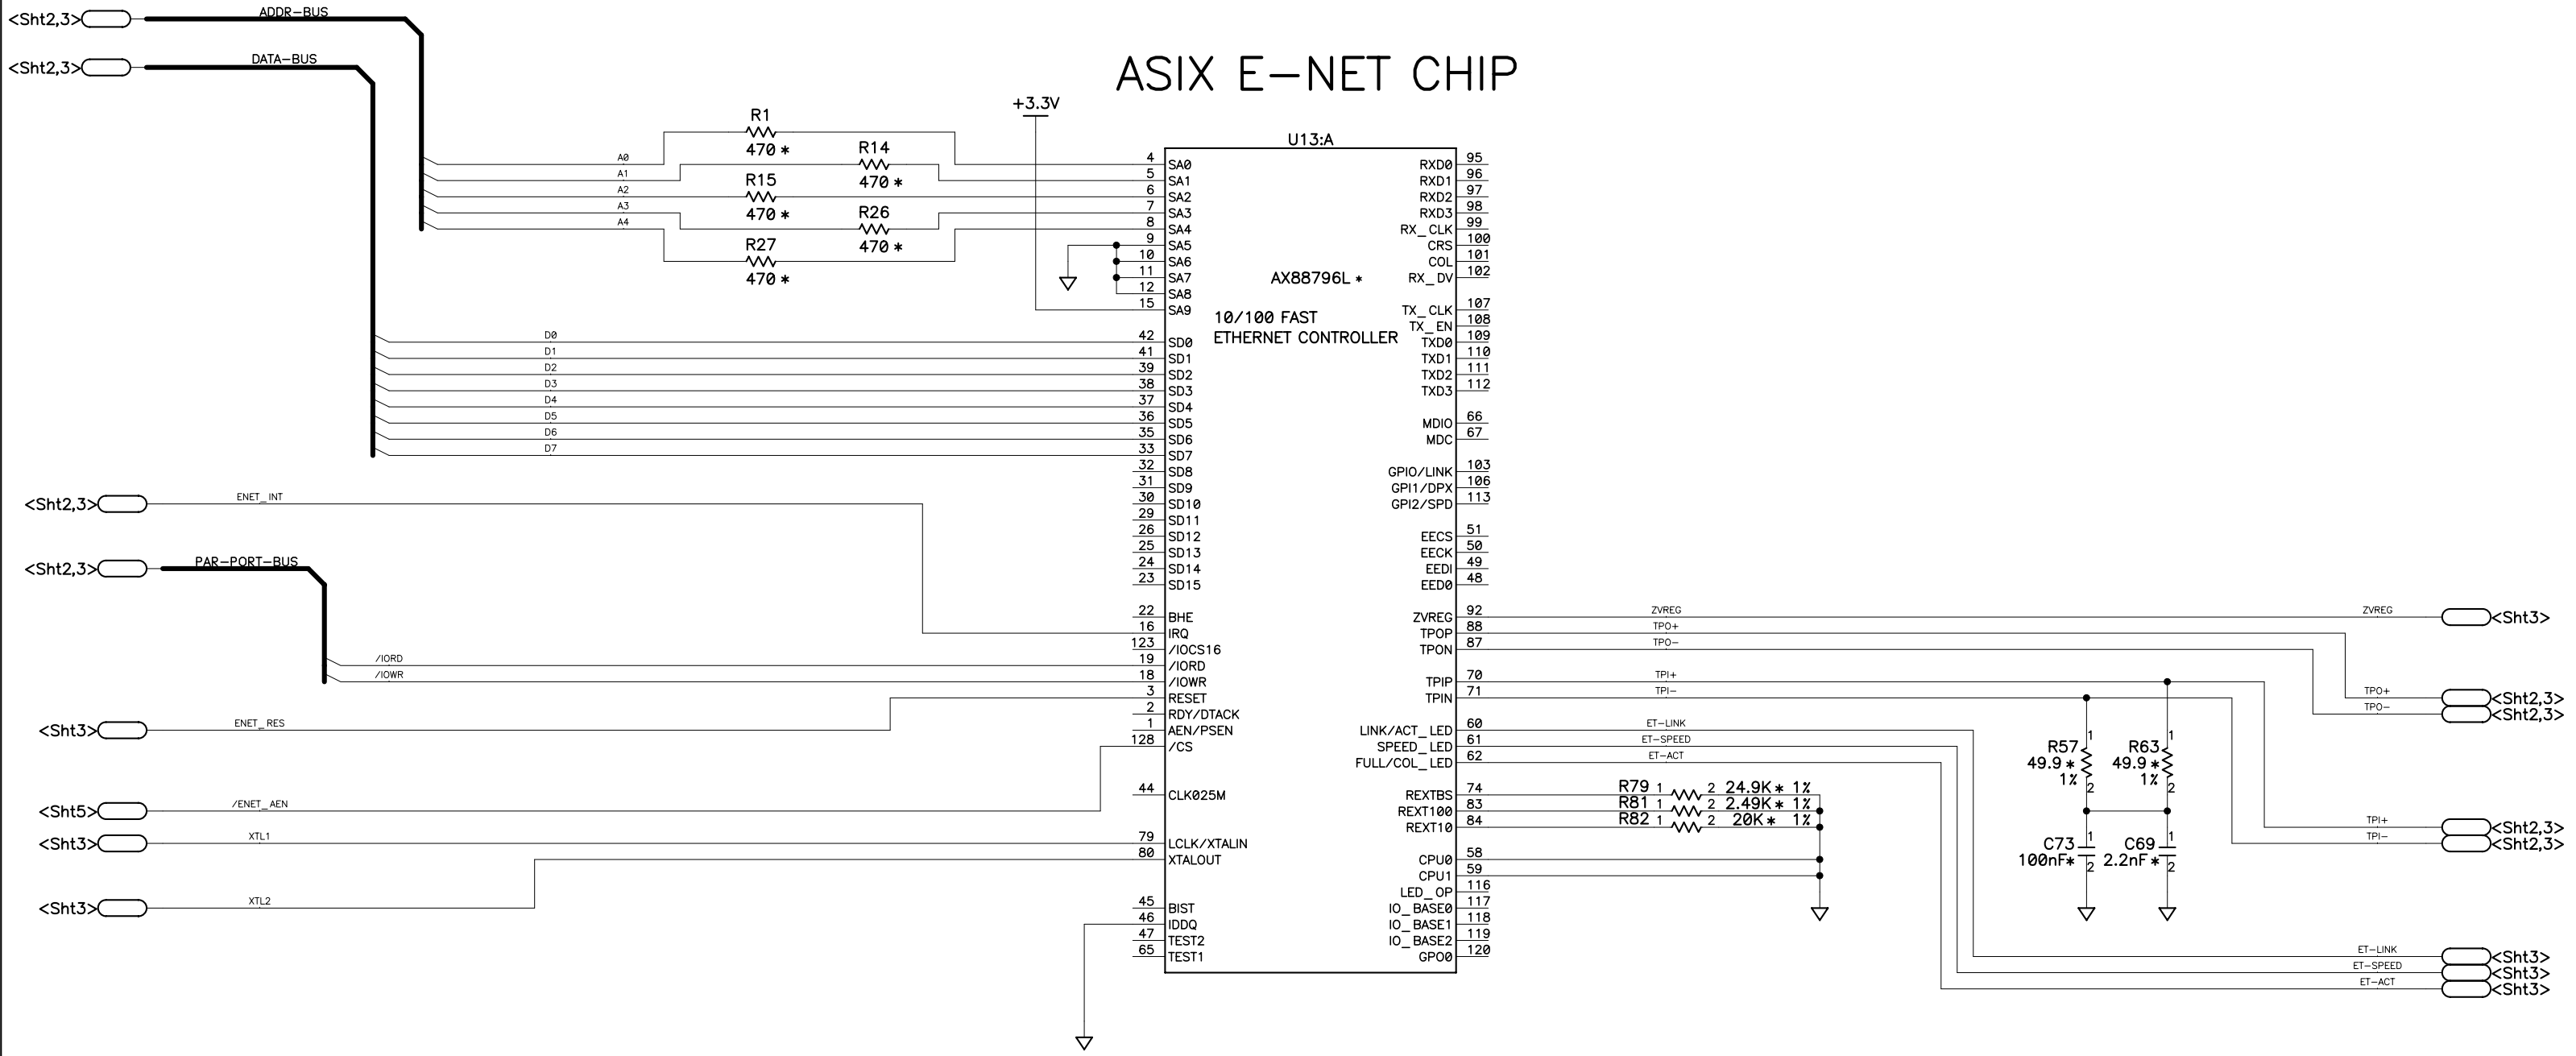 <Sht2,3> ADDR-BUS
<Sht2,3> DATA-BUS
ASIX E-NET CHIP
+3.3V
R1
470 *
R14
470 *
R15
470 *
R26
470 *
R27
470 *
A0
A1
A2
A3
A4
D0
D1
D2
D3
D4
D5
D6
D7
<Sht2,3> ENET_INT
<Sht2,3> PAR-PORT-BUS
/IORD
/IOWR
<Sht3> ENET_RES
<Sht5> /ENET_AEN
<Sht3> XTL1
<Sht3> XTL2
U13:A
AX88796L *
10/100 FAST
ETHERNET CONTROLLER
4 SA0
5 SA1
6 SA2
7 SA3
8 SA4
9 SA5
10 SA6
11 SA7
12 SA8
15 SA9
42 SD0
41 SD1
39 SD2
38 SD3
37 SD4
36 SD5
35 SD6
33 SD7
32 SD8
31 SD9
30 SD10
29 SD11
26 SD12
25 SD13
24 SD14
23 SD15
22 BHE
16 IRQ
123 /IOCS16
19 /IORD
18 /IOWR
3 RESET
2 RDY/DTACK
1 AEN/PSEN
128 /CS
44 CLK025M
79 LCLK/XTALIN
80 XTALOUT
45 BIST
46 IDDQ
47 TEST2
65 TEST1
RXD0 95
RXD1 96
RXD2 97
RXD3 98
RX_CLK 99
CRS 100
COL 101
RX_DV 102
TX_CLK 107
TX_EN 108
TXD0 109
TXD1 110
TXD2 111
TXD3 112
MDIO 66
MDC 67
GPIO/LINK 103
GPI1/DPX 106
GPI2/SPD 113
EECS 51
EECK 50
EEDI 49
EED0 48
ZVREG 92
TPOP 88
TPON 87
TPIP 70
TPIN 71
LINK/ACT_LED 60
SPEED_LED 61
FULL/COL_LED 62
REXTBS 74
REXT100 83
REXT10 84
CPU0 58
CPU1 59
LED_OP 116
IO_BASE0 117
IO_BASE1 118
IO_BASE2 119
GPO0 120
ZVREG
TPO+
TPO-
TPI+
TPI-
ET-LINK
ET-SPEED
ET-ACT
R79 1 2 24.9K* 1%
R81 1 2 2.49K* 1%
R82 1 2 20K* 1%
1
R57
49.9*
1%
2
1
R63
49.9*
1%
2
1
C73
100nF*
2
1
C69
2.2nF*
2
ZVREG <Sht3>
TPO+ <Sht2,3>
TPO- <Sht2,3>
TPI+ <Sht2,3>
TPI- <Sht2,3>
ET-LINK <Sht3>
ET-SPEED <Sht3>
ET-ACT <Sht3>